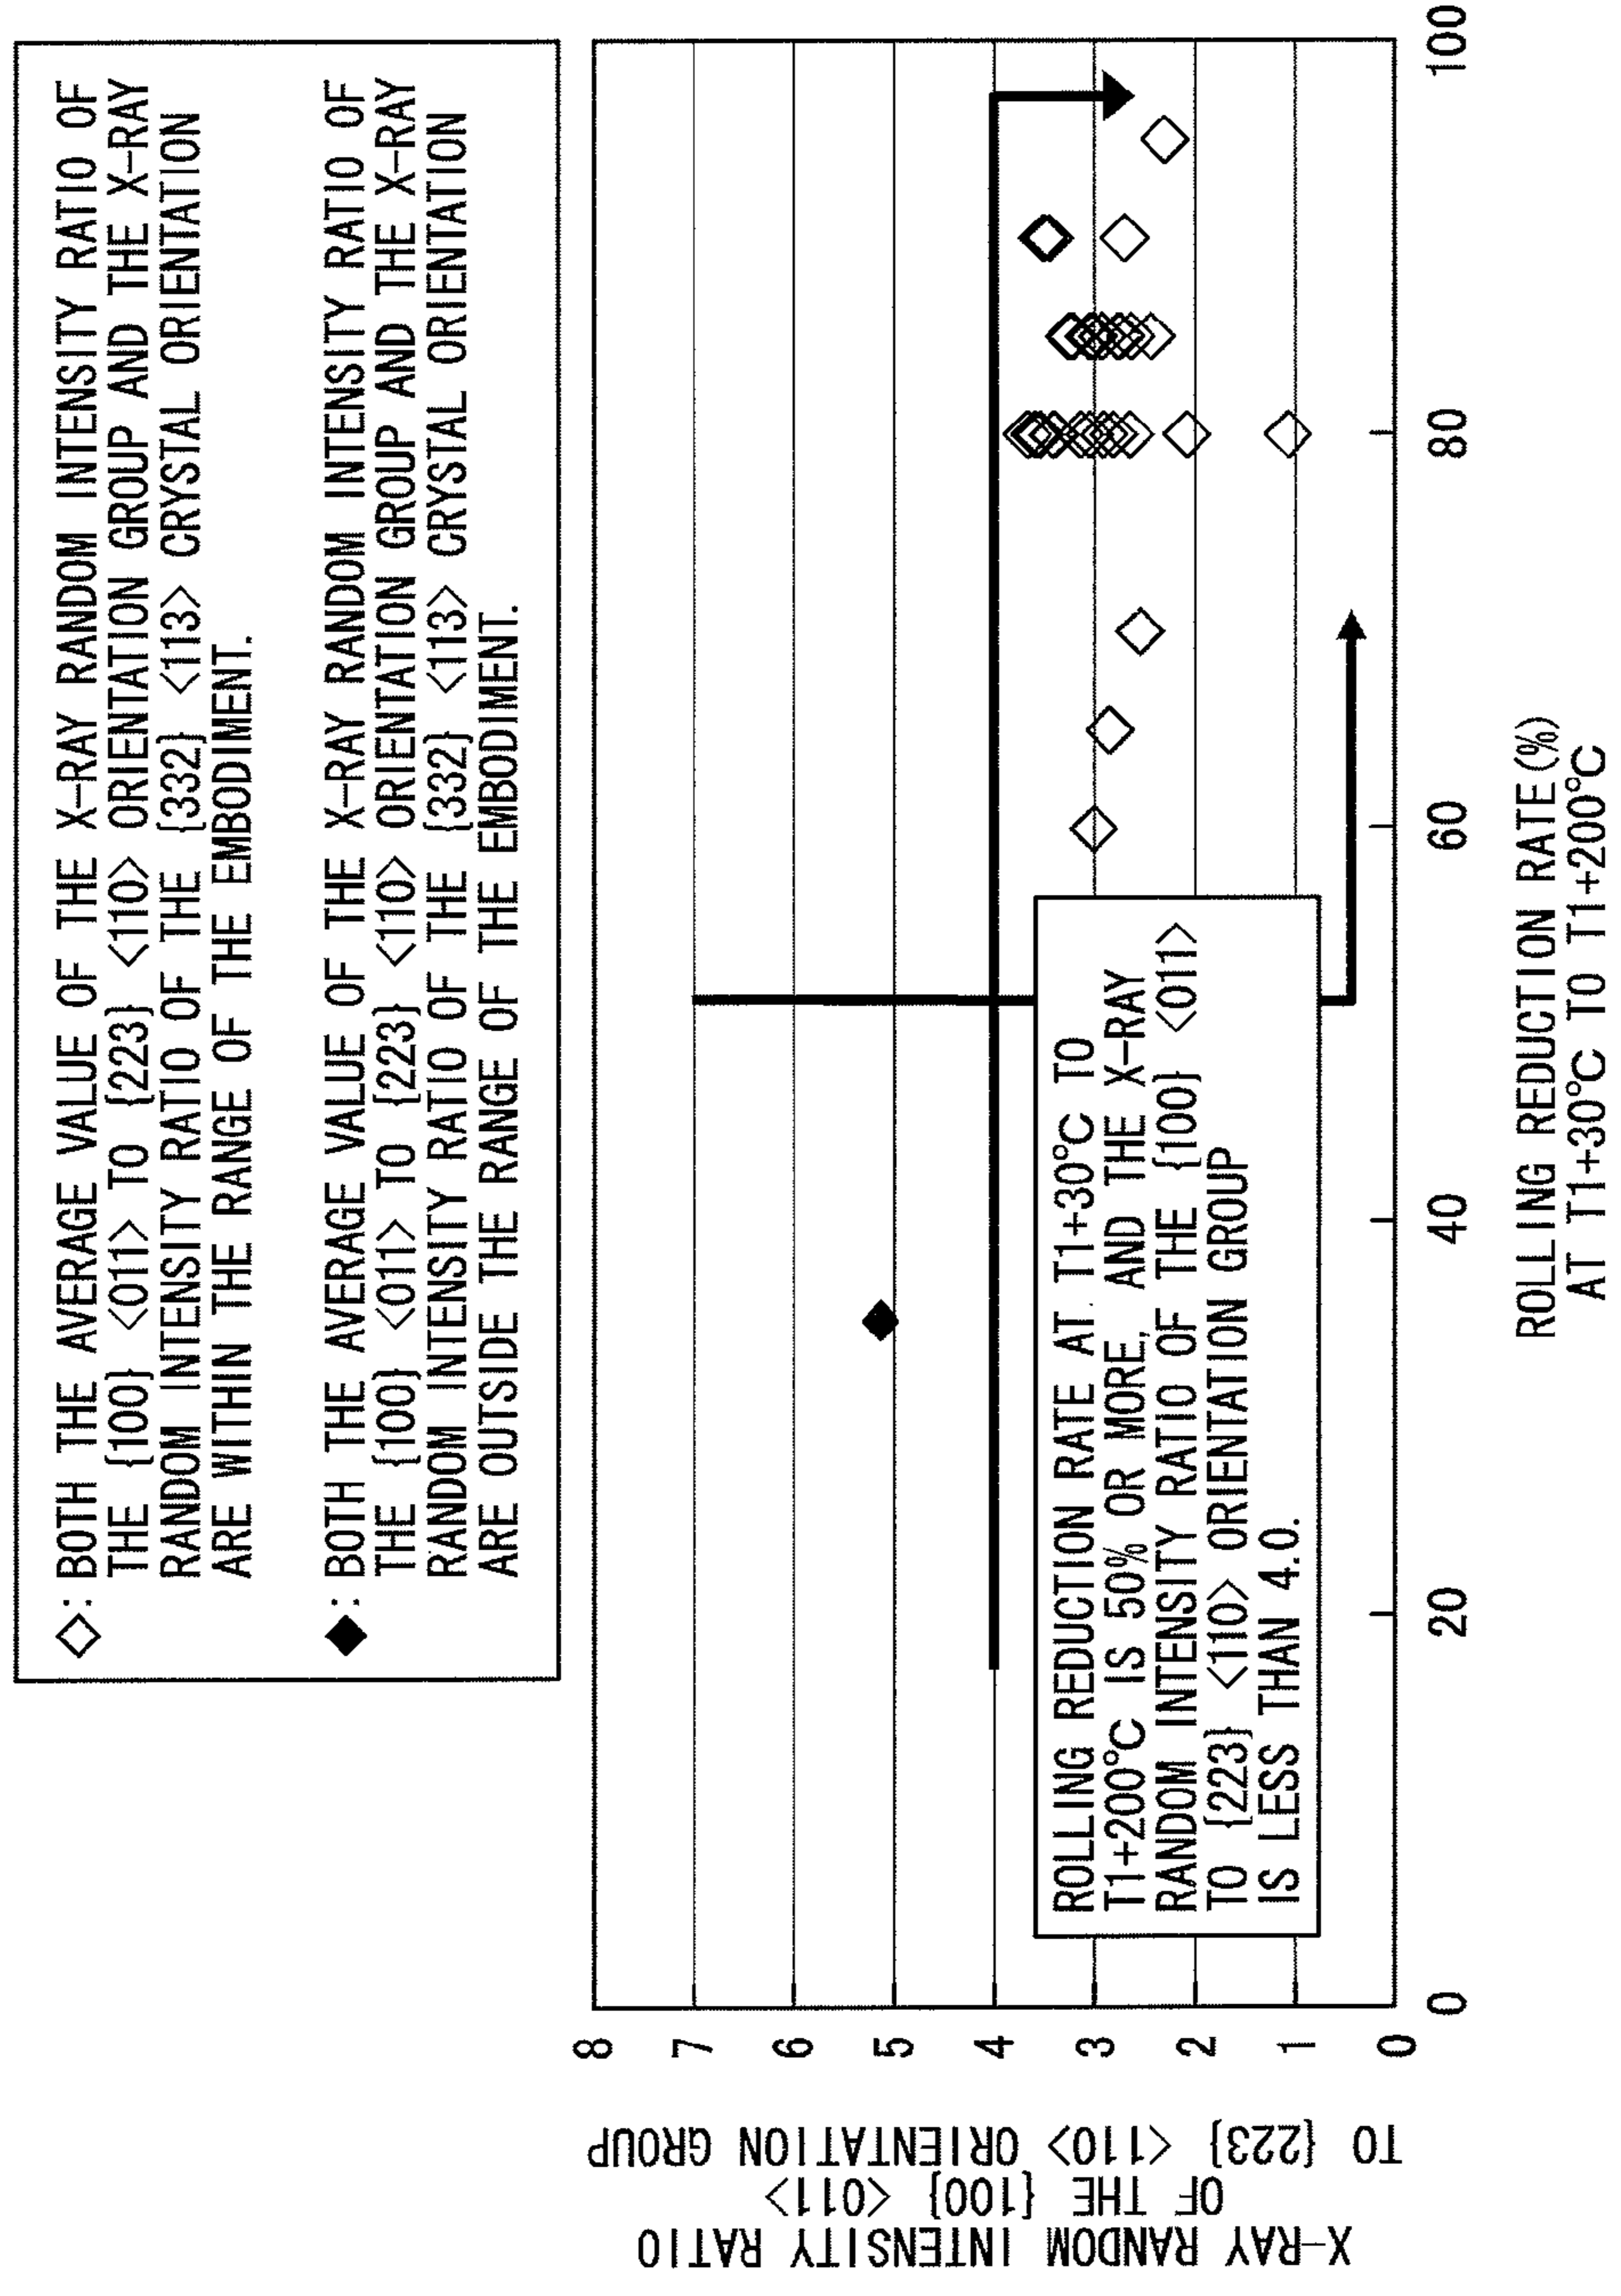 ◇: BOTH THE AVERAGE VALUE OF THE X-RAY RANDOM INTENSITY RATIO OF
THE {100} <011> TO {223} <110> ORIENTATION GROUP AND THE X-RAY
RANDOM INTENSITY RATIO OF THE {332} <113> CRYSTAL ORIENTATION
ARE WITHIN THE RANGE OF THE EMBODIMENT.
◆: BOTH THE AVERAGE VALUE OF THE X-RAY RANDOM INTENSITY RATIO OF
THE {100} <011> TO {223} <110> ORIENTATION GROUP AND THE X-RAY
RANDOM INTENSITY RATIO OF THE {332} <113> CRYSTAL ORIENTATION
ARE OUTSIDE THE RANGE OF THE EMBODIMENT.
X-RAY RANDOM INTENSITY RATIO
OF THE {100} <011>
TO {223} <110> ORIENTATION GROUP
8
7
6
5
4
3
2
1
0
ROLLING REDUCTION RATE AT T1+30°C TO
T1+200°C IS 50% OR MORE, AND THE X-RAY
RANDOM INTENSITY RATIO OF THE {100} <011>
TO {223} <110> ORIENTATION GROUP
IS LESS THAN 4.0.
0 20 40 60 80 100
ROLLING REDUCTION RATE(%)
AT T1+30°C TO T1+200°C